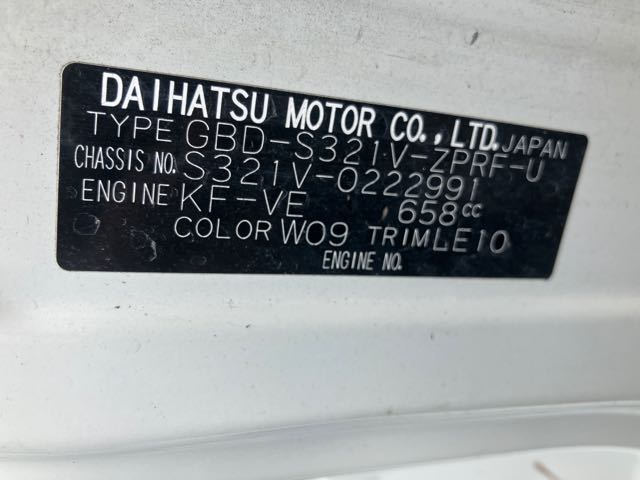 DAIHATSU MOTOR CO., LTD. JAPAN
TYPE GBD-S321V-ZPRF-U
CHASSIS NO. S321V-0222991
ENGINE KF-VE 658cc
COLOR W09 TRIM LE10
ENGINE NO.